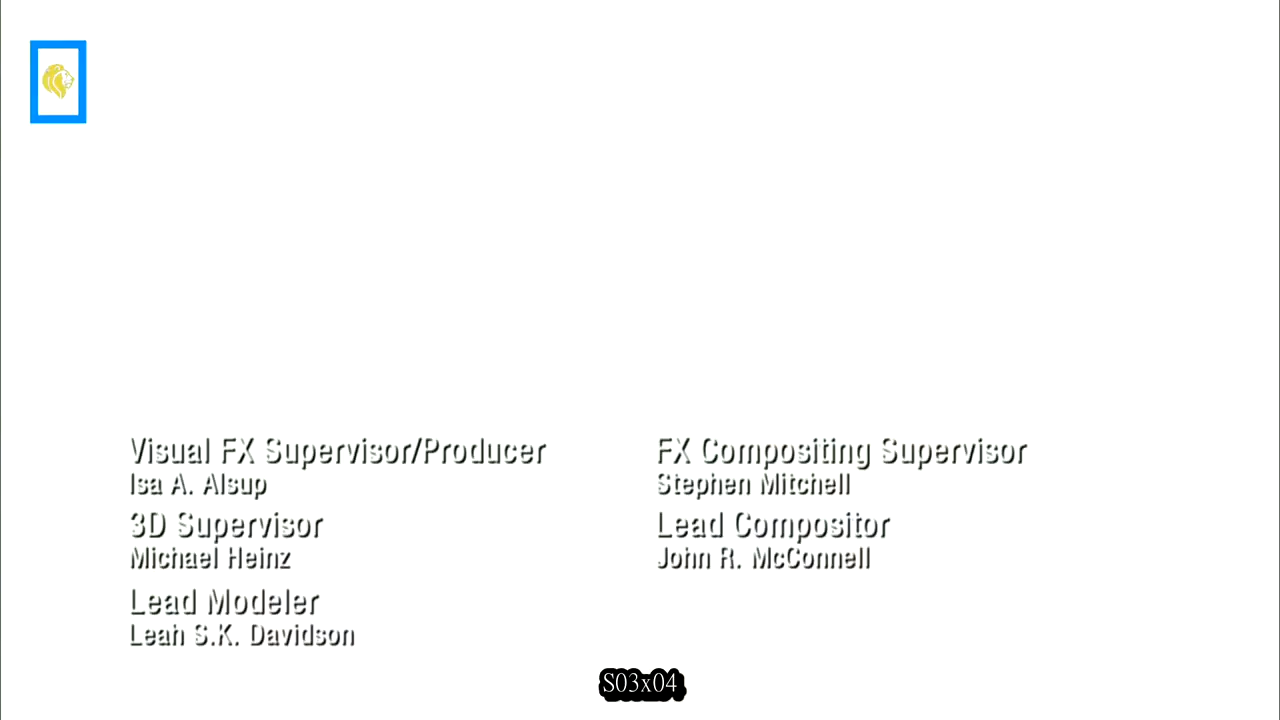 Visual FX Supervisor/Producer
Isa A. Alsup
3D Supervisor
Michael Heinz
Lead Modeler
Leah S.K. Davidson
FX Compositing Supervisor
Stephen Mitchell
Lead Compositor
John R. McConnell
S03x04